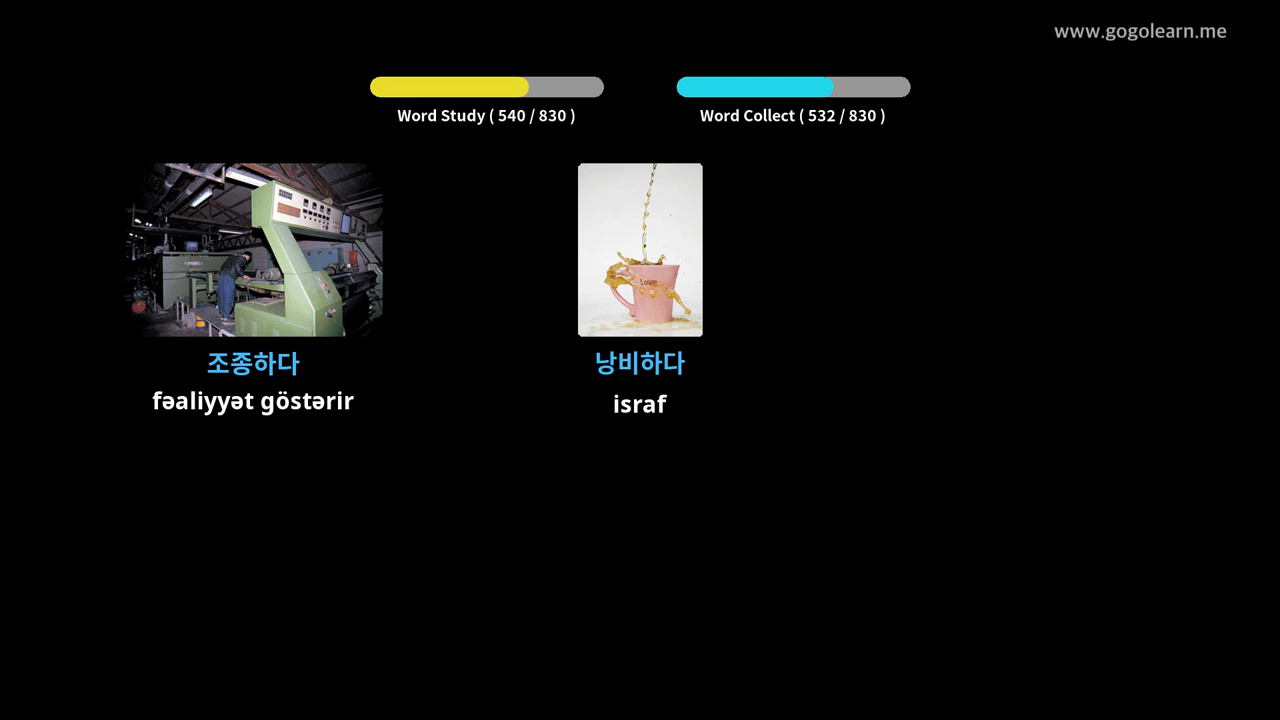 www.gogolearn.me
Word Study ( 540 / 830 )
Word Collect ( 532 / 830 )
love
조종하다
fəaliyyət göstərir
낭비하다
israf